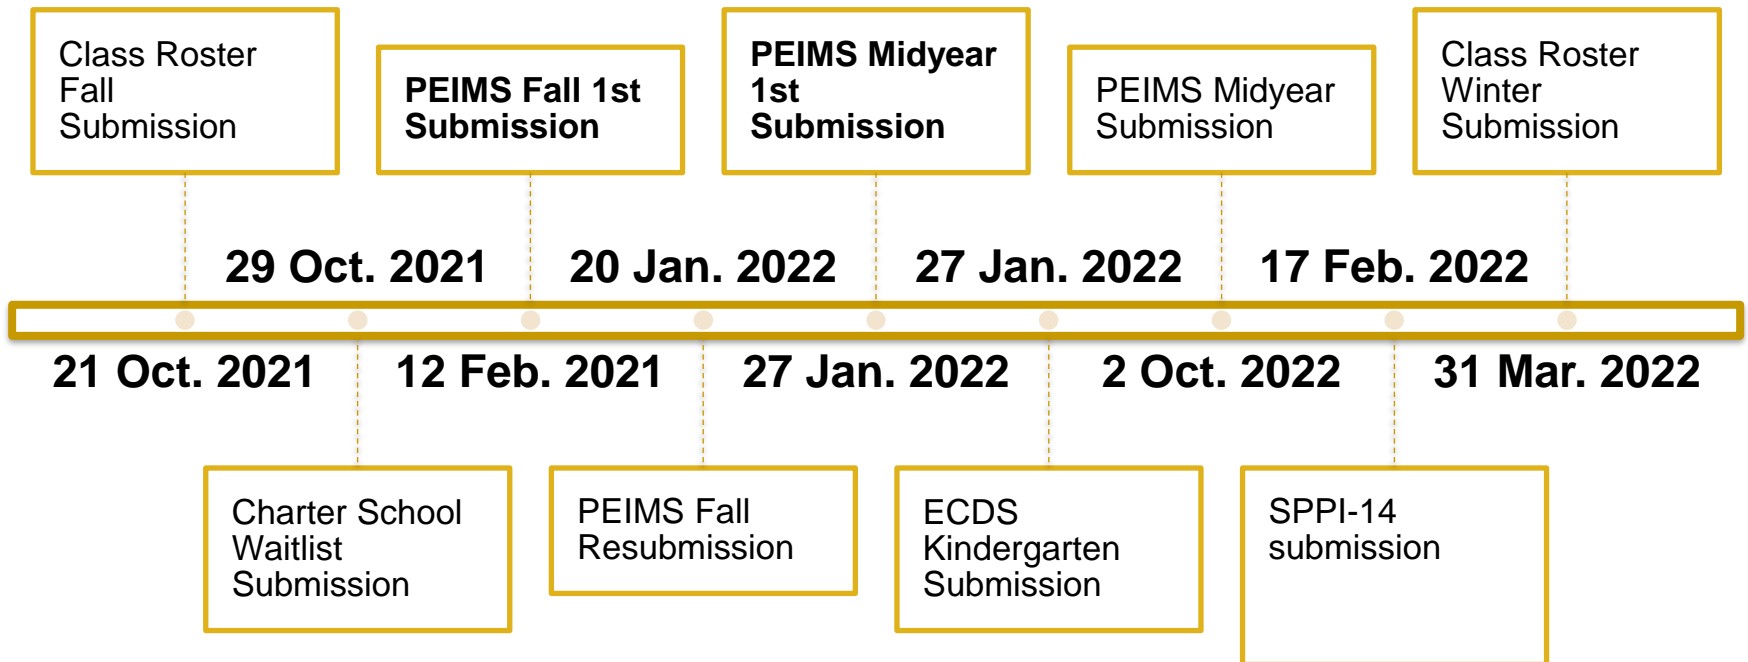 Class Roster
Fall
Submission
PEIMS Fall 1st
Submission
PEIMS Midyear
1st
Submission
PEIMS Midyear
Submission
Class Roster
Winter
Submission
29 Oct. 2021
20 Jan. 2022
27 Jan. 2022
17 Feb. 2022
21 Oct. 2021
12 Feb. 2021
27 Jan. 2022
2 Oct. 2022
31 Mar. 2022
Charter School
Waitlist
Submission
PEIMS Fall
Resubmission
ECDS
Kindergarten
Submission
SPPI-14
submission